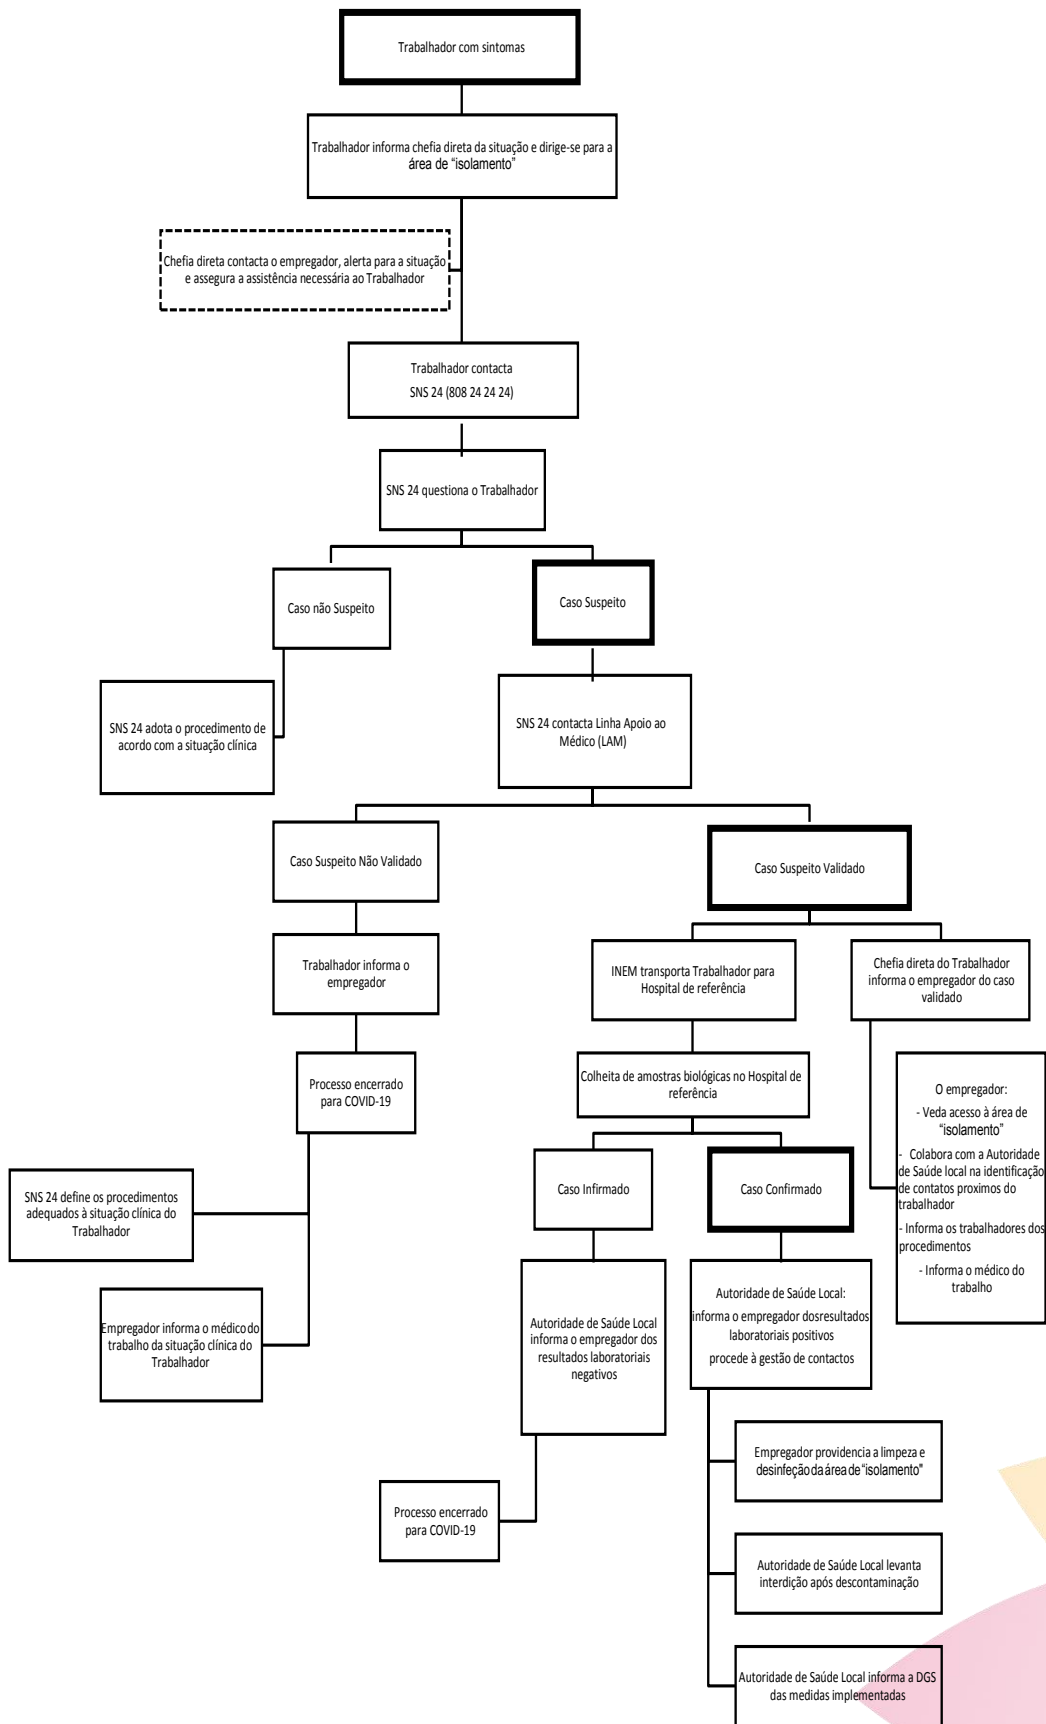 Trabalhador com sintomas
Trabalhador informa chefia direta da situação e dirige-se para a
área de “isolamento”
Chefia direta contacta o empregador, alerta para a situação
e assegura a assistência necessária ao Trabalhador
Trabalhador contacta
SNS 24 (808 24 24 24)
SNS 24 questiona o Trabalhador
Caso não Suspeito
Caso Suspeito
SNS 24 adota o procedimento de
acordo com a situação clínica
SNS 24 contacta Linha Apoio ao
Médico (LAM)
Caso Suspeito Não Validado
Caso Suspeito Validado
Trabalhador informa o
empregador
INEM transporta Trabalhador para
Hospital de referência
Chefia direta do Trabalhador
informa o empregador do caso
validado
Processo encerrado
para COVID-19
Colheita de amostras biológicas no Hospital de
referência
O empregador:
- Veda acesso à área de
“isolamento”
- Colabora com a Autoridade
de Saúde local na identificação
de contatos proximos do
trabalhador
- Informa os trabalhadores dos
procedimentos
- Informa o médico do
trabalho
SNS 24 define os procedimentos
adequados à situação clínica do
Trabalhador
Caso Infirmado
Caso Confirmado
Empregador informa o médico do
trabalho da situação clínica do
Trabalhador
Autoridade de Saúde Local
informa o empregador dos
resultados laboratoriais
negativos
Autoridade de Saúde Local:
informa o empregador dosresultados
laboratoriais positivos
procede à gestão de contactos
Processo encerrado
para COVID-19
Empregador providencia a limpeza e
desinfeção da área de “isolamento"
Autoridade de Saúde Local levanta
interdição após descontaminação
Autoridade de Saúde Local informa a DGS
das medidas implementadas